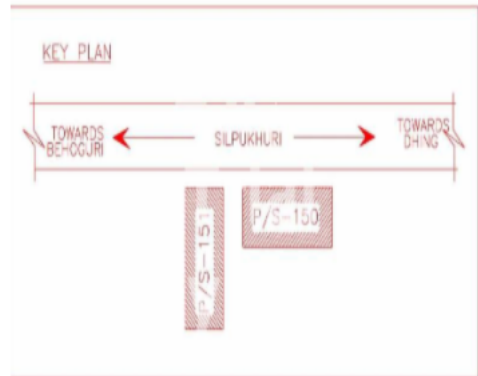 KEY PLAN
TOWARDS
BEHOGURI
SILPUKHURI
TOWARDS
DHING
P/S-151
P/S-150